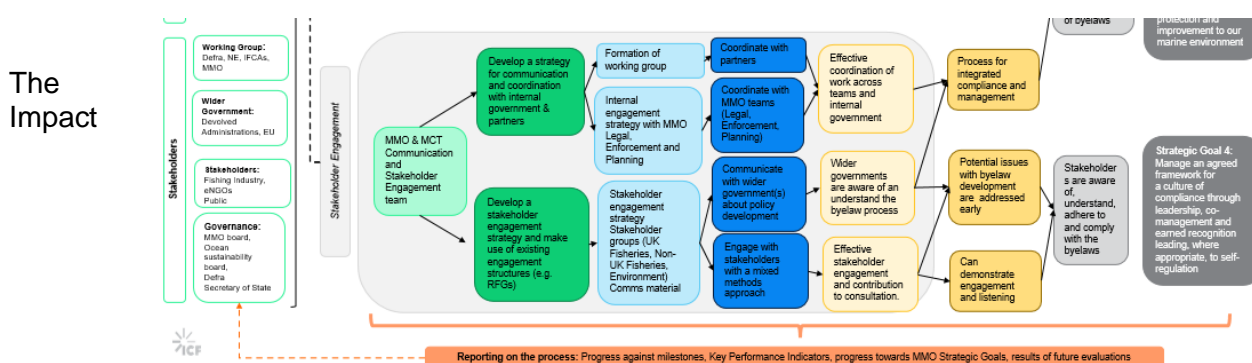 The
Impact
Stakeholders
Working Group:
Defra, NE, IFCAs,
MMO
Wider
Government:
Devolved
Administrations, EU
Stakeholders:
Fishing Industry,
eNGOs
Public
Governance:
MMO board,
Ocean
sustainability
board,
Defra
Secretary of State
ICF
Stakeholder Engagement
MMO & MCT
Communication
and
Stakeholder
Engagement
team
Develop a strategy
for communication
and coordination
with internal
government &
partners
Develop a
stakeholder
engagement
strategy and make
use of existing
engagement
structures (e.g.
RFGs)
Formation of
working group
Internal
engagement
strategy with MMO
Legal,
Enforcement and
Planning
Stakeholder
engagement
strategy
Stakeholder
groups (UK
Fisheries, Non-
UK Fisheries,
Environment)
Comms material
Coordinate with
partners
Coordinate with
MMO teams
(Legal,
Enforcement,
Planning)
Communicate
with wider
government(s)
about policy
development
Engage with
stakeholders
with a mixed
methods
approach
Effective
coordination of
work across
teams and
internal
government
Wider
governments
are aware of an
understand the
byelaw process
Effective
stakeholder
engagement
and contribution
to consultation.
Process for
integrated
compliance and
management
Potential issues
with byelaw
development
are addressed
early
Can
demonstrate
engagement
and listening
of byelaws
Stakeholder
s are aware
of,
understand,
adhere to
and comply
with the
byelaws
protection and
improvement to our
marine environment
Strategic Goal 4:
Manage an agreed
framework for
a culture of
compliance through
leadership, co-
management and
earned recognition
leading, where
appropriate, to self-
regulation
Reporting on the process: Progress against milestones, Key Performance Indicators, progress towards MMO Strategic Goals, results of future evaluations